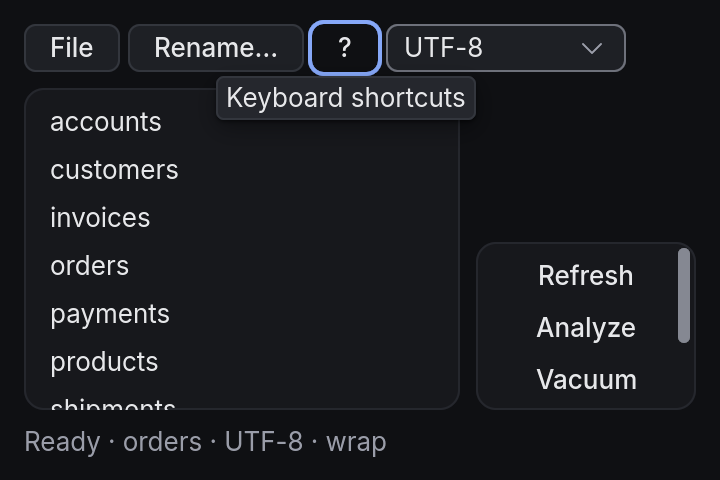 File Rename... ? UTF-8
Keyboard shortcuts
accounts
customers
invoices
orders
payments
products
shipments
Refresh
Analyze
Vacuum
Ready · orders · UTF-8 · wrap